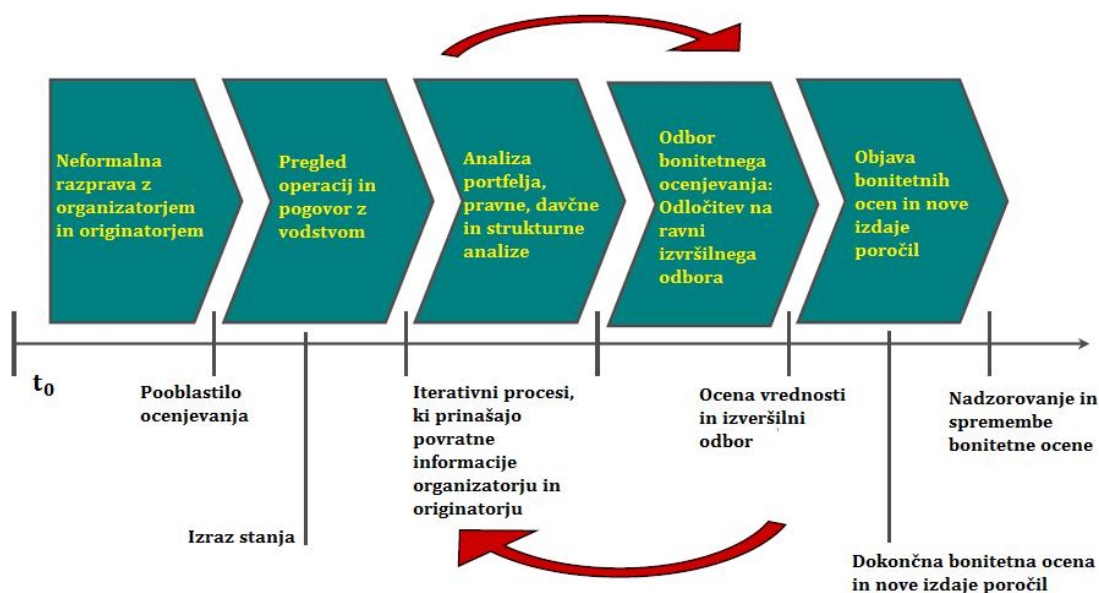 Neformalna
razprava z
organizatorjem
in originatorjem
Pregled
operacij in
pogovor z
vodstvom
Analiza
portfelja,
pravne, davčne
in strukturne
analize
Odbor
bonitetnega
ocenjevanja:
Odločitev na
ravni
izvršilnega
odbora
Objava
bonitetnih
ocen in nove
izdaje
poročil
t0
Pooblastilo
ocenjevanja
Izraz stanja
Iterativni procesi,
ki prinašajo
povratne
informacije
organizatorju in
originatorju
Ocena vrednosti
in izveršilni
odbor
Dokončna bonitetna ocena
in nove izdaje poročil
Nadzorovanje in
spremembe
bonitetne ocene